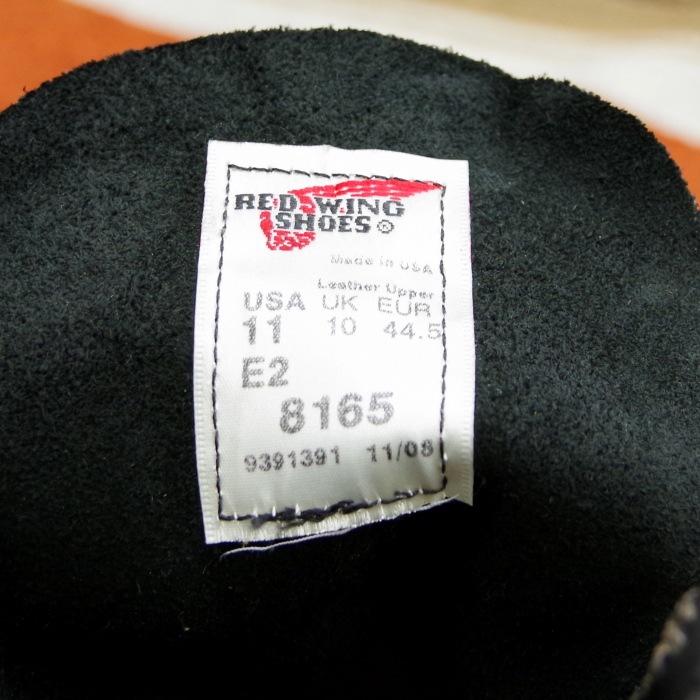 RED WING
SHOES ®
Made in USA
Leather Upper
USA UK EUR
11 10 44.5
E2
8165
9391391 11/08